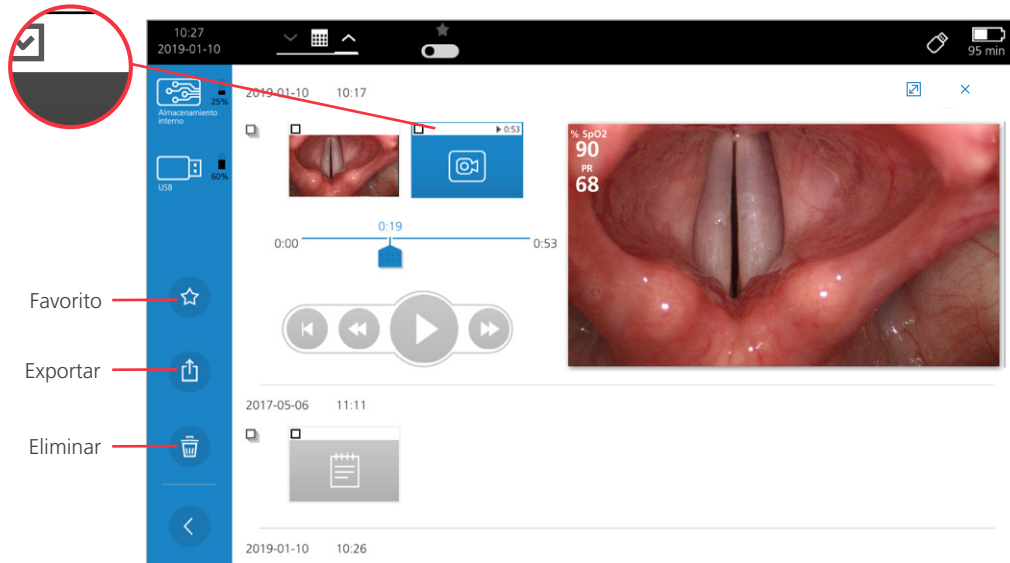 10:27
2019-01-10
95 min
Almacenamiento
interno
25%
USB
60%
2019-01-10 10:17
0:53
% SpO2
90
PR
68
0:19
0:00
0:53
Favorito
Exportar
Eliminar
2017-05-06 11:11
2019-01-10 10:26